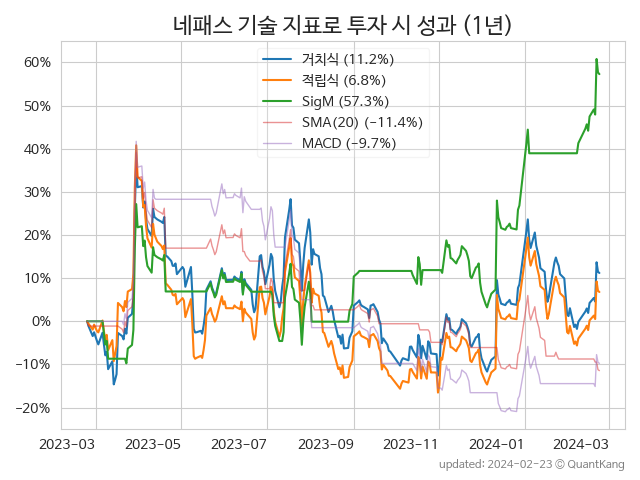 네패스 기술 지표로 투자 시 성과 (1년)
거치식 (11.2%)
적립식 (6.8%)
SigM (57.3%)
SMA(20) (−11.4%)
MACD (−9.7%)
60%
50%
40%
30%
20%
10%
0%
−10%
−20%
2023-03 2023-05 2023-07 2023-09 2023-11 2024-01 2024-03
updated: 2024-02-23 ⓒ QuantKang